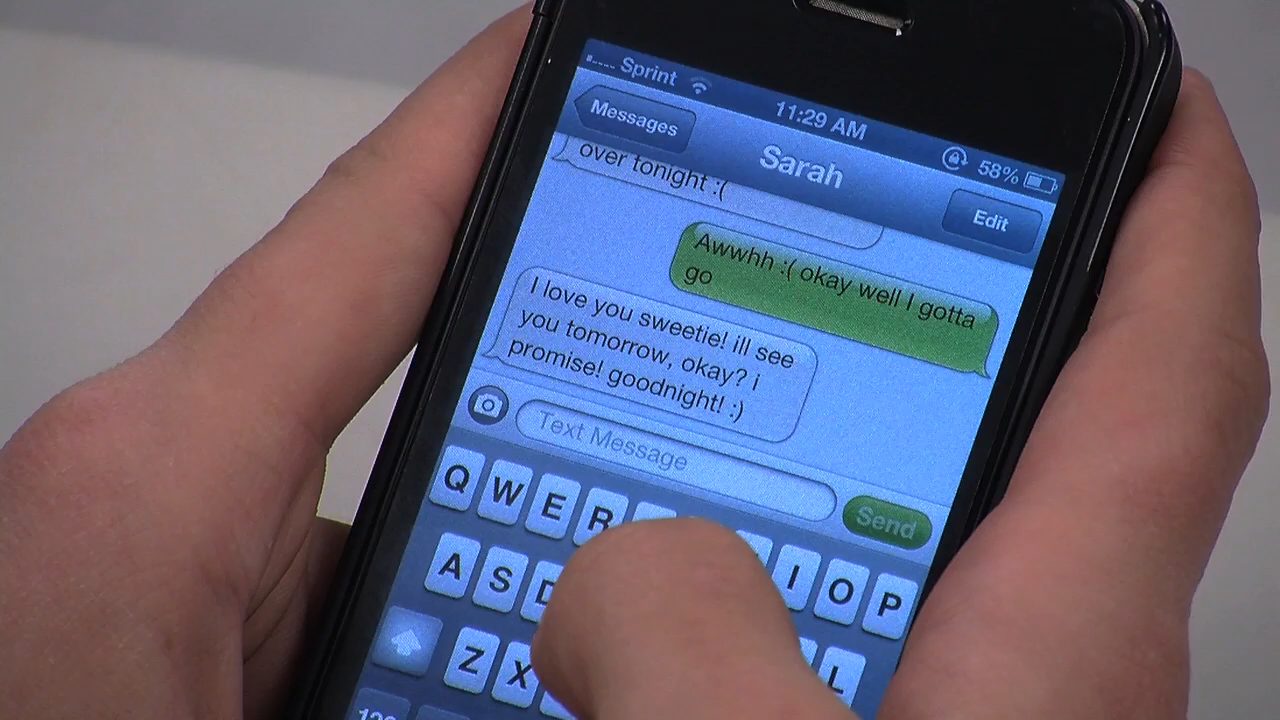 Sprint 11:29 AM 58%
Messages Sarah Edit
over tonight :(
Awwhh :( okay well I gotta
go
I love you sweetie! ill see
you tomorrow, okay? i
promise! goodnight! :)
Text Message Send
Q W E R I O P
A S D L
Z X